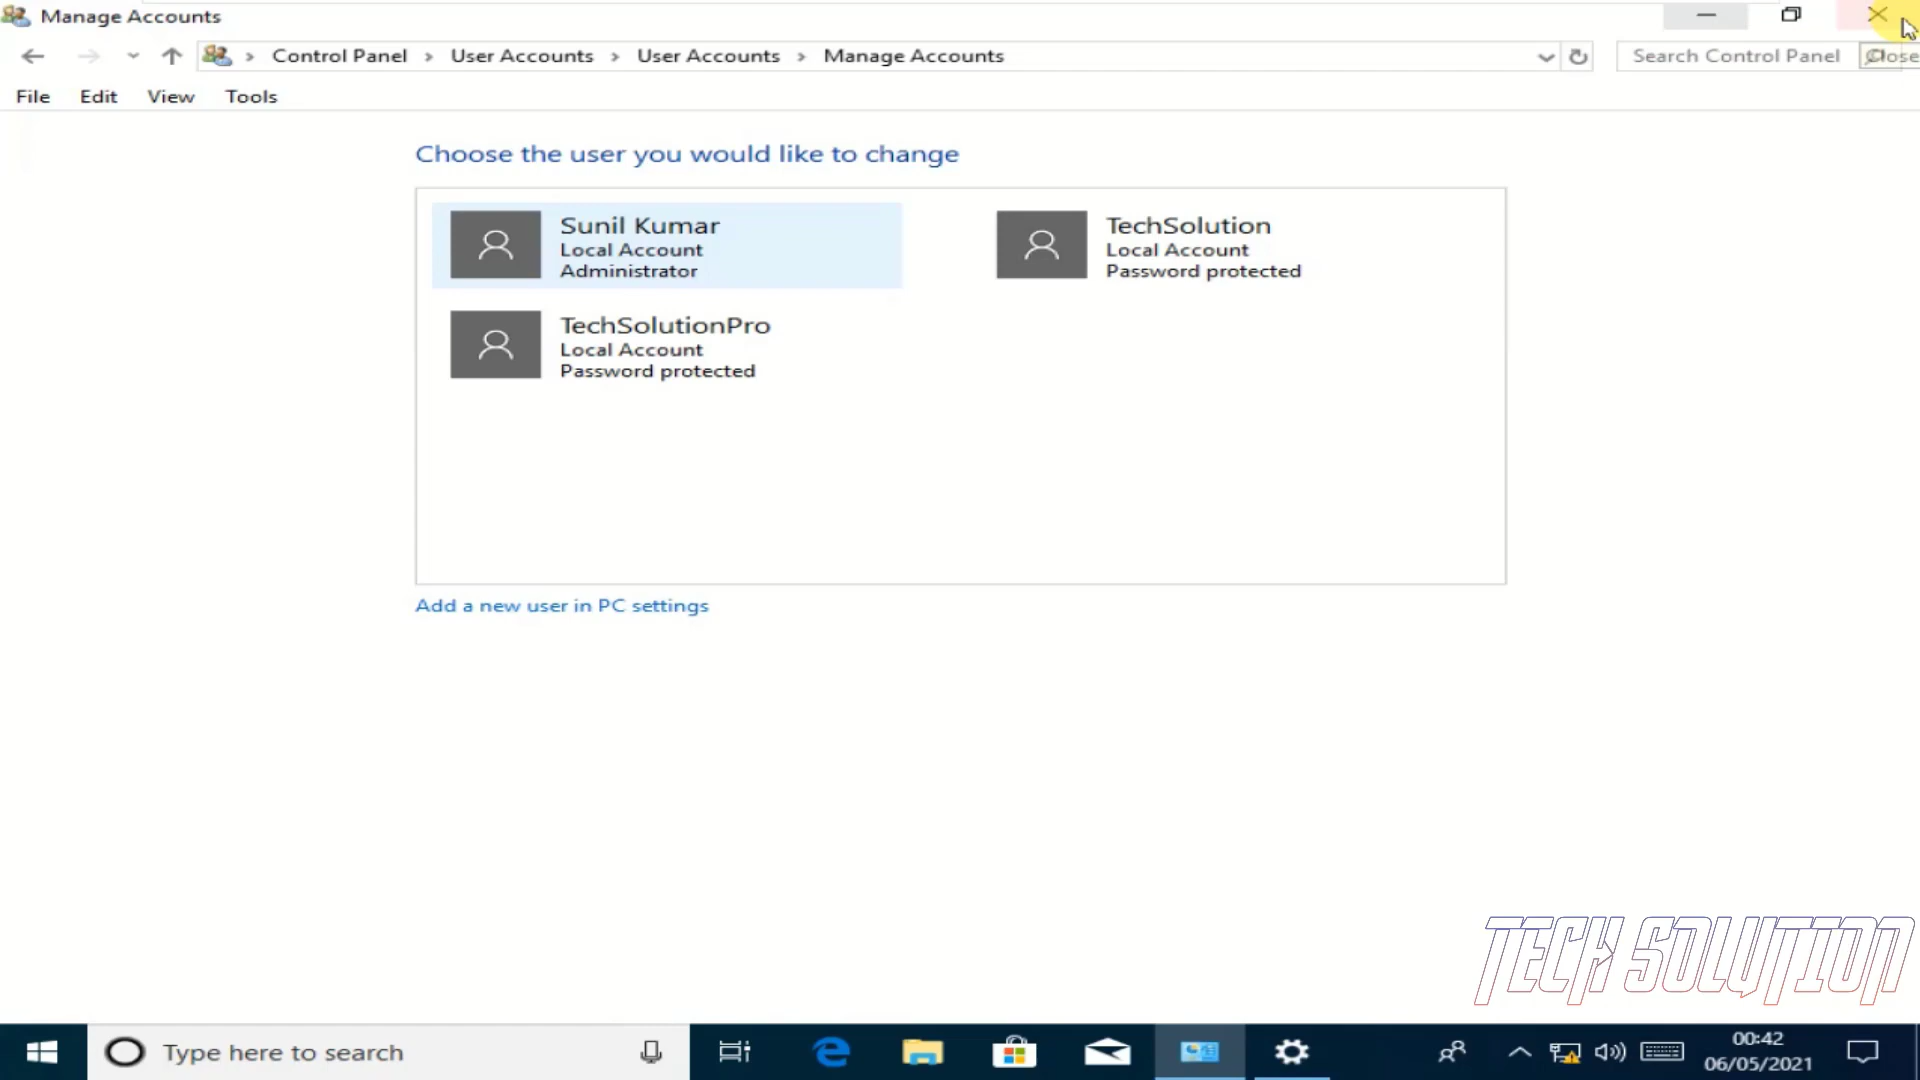 Manage Accounts
Control Panel > User Accounts > User Accounts > Manage Accounts
Search Control Panel
Close
File Edit View Tools
Choose the user you would like to change
Sunil Kumar
Local Account
Administrator
TechSolution
Local Account
Password protected
TechSolutionPro
Local Account
Password protected
Add a new user in PC settings
TECH SOLUTION
Type here to search
00:42
06/05/2021